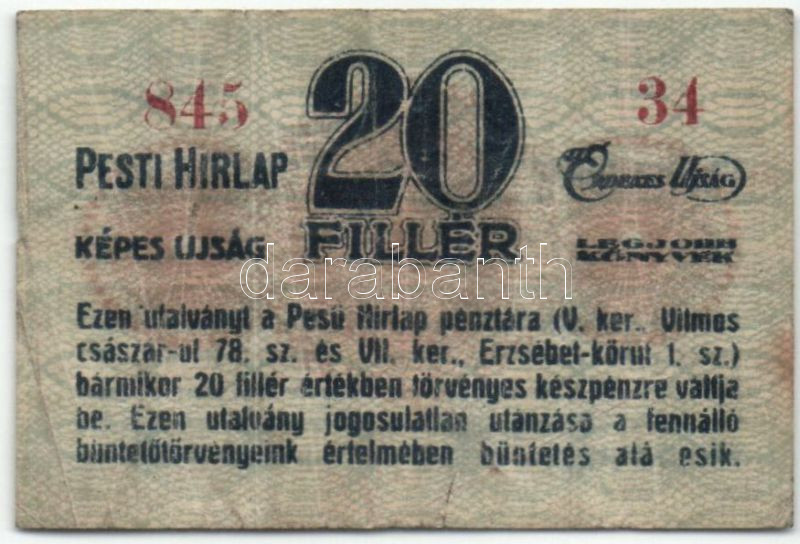 845 20 34
PESTI HIRLAP
Érdekes Ujság
KÉPES UJSÁG FILLÉR LEGJOBB KÖNYVEK
darabanth
Ezen utalványt a Pesti Hirlap pénztára (V. ker., Vilmos
császár-ut 78. sz. és VII. ker., Erzsébet-körut 1. sz.)
bármikor 20 fillér értékben törvényes készpénzre váltja
be. Ezen utalvány jogosulatlan utánzása a fennálló
büntetőtörvényeink értelmében büntetés alá esik.